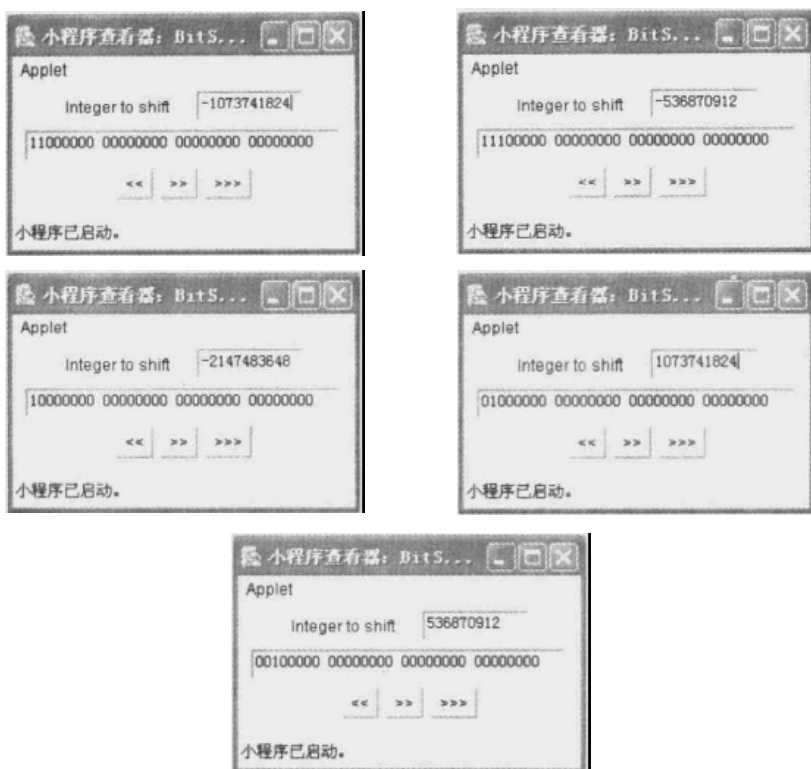 小程序查看器: BitS...
Applet
Integer to shift -1073741824
11000000 00000000 00000000 00000000
<< >> >>>
小程序已启动。
小程序查看器: BitS...
Applet
Integer to shift -536870912
11100000 00000000 00000000 00000000
<< >> >>>
小程序已启动。
小程序查看器: BitS...
Applet
Integer to shift -2147483648
10000000 00000000 00000000 00000000
<< >> >>>
小程序已启动。
小程序查看器: BitS...
Applet
Integer to shift 1073741824
01000000 00000000 00000000 00000000
<< >> >>>
小程序已启动。
小程序查看器: BitS...
Applet
Integer to shift 536870912
00100000 00000000 00000000 00000000
<< >> >>>
小程序已启动。